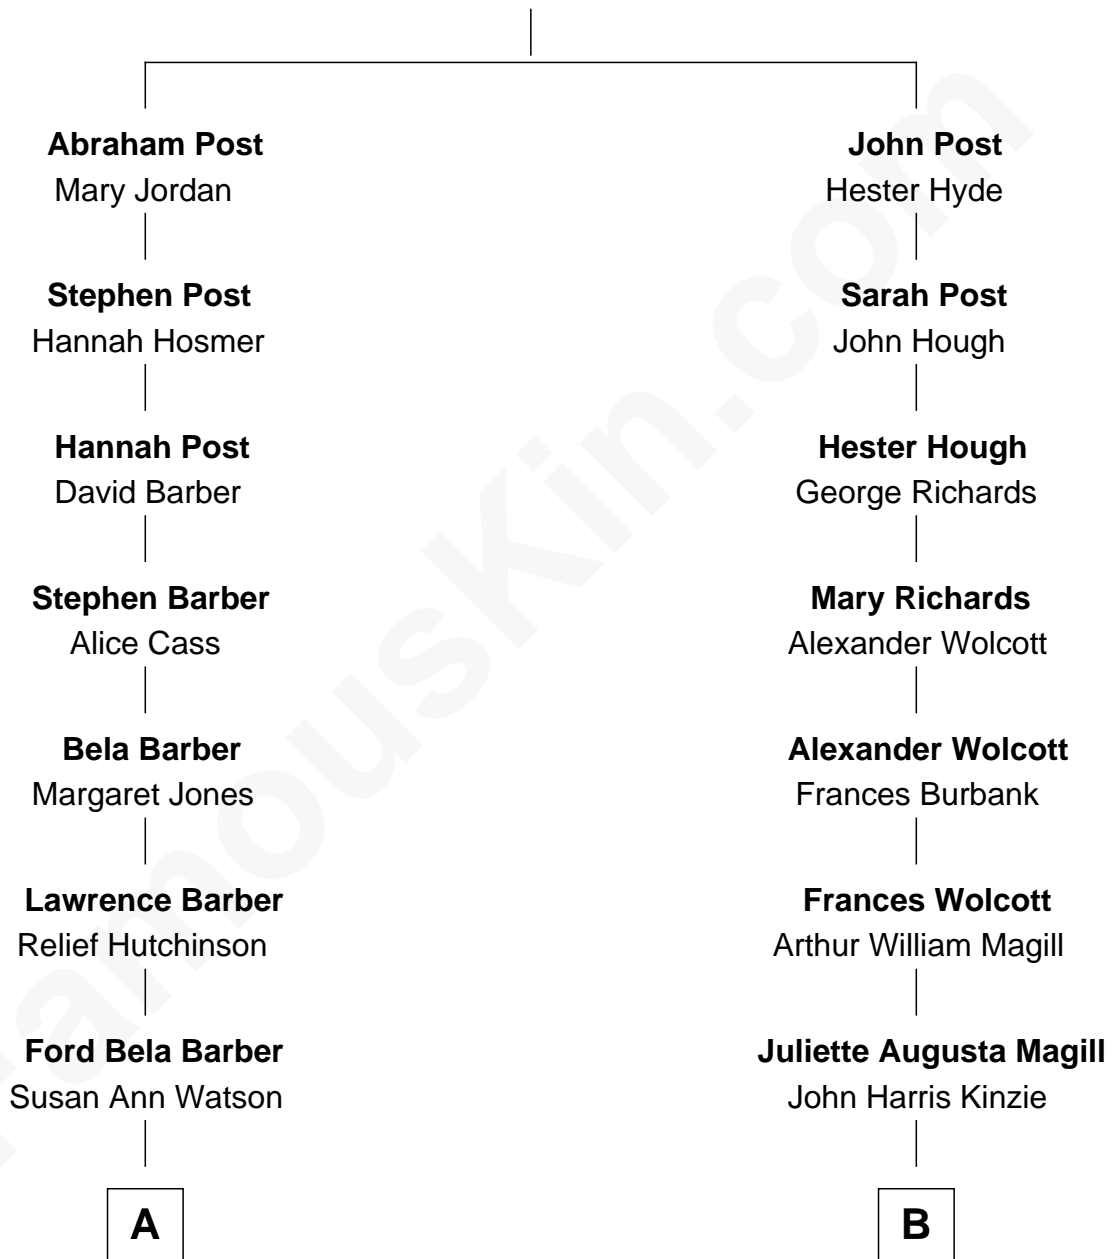 Abraham Post
Mary Jordan
Stephen Post
Hannah Hosmer
Hannah Post
David Barber
Stephen Barber
Alice Cass
Bela Barber
Margaret Jones
Lawrence Barber
Relief Hutchinson
Ford Bela Barber
Susan Ann Watson
A
John Post
Hester Hyde
Sarah Post
John Hough
Hester Hough
George Richards
Mary Richards
Alexander Wolcott
Alexander Wolcott
Frances Burbank
Frances Wolcott
Arthur William Magill
Juliette Augusta Magill
John Harris Kinzie
B
FamousKin.com